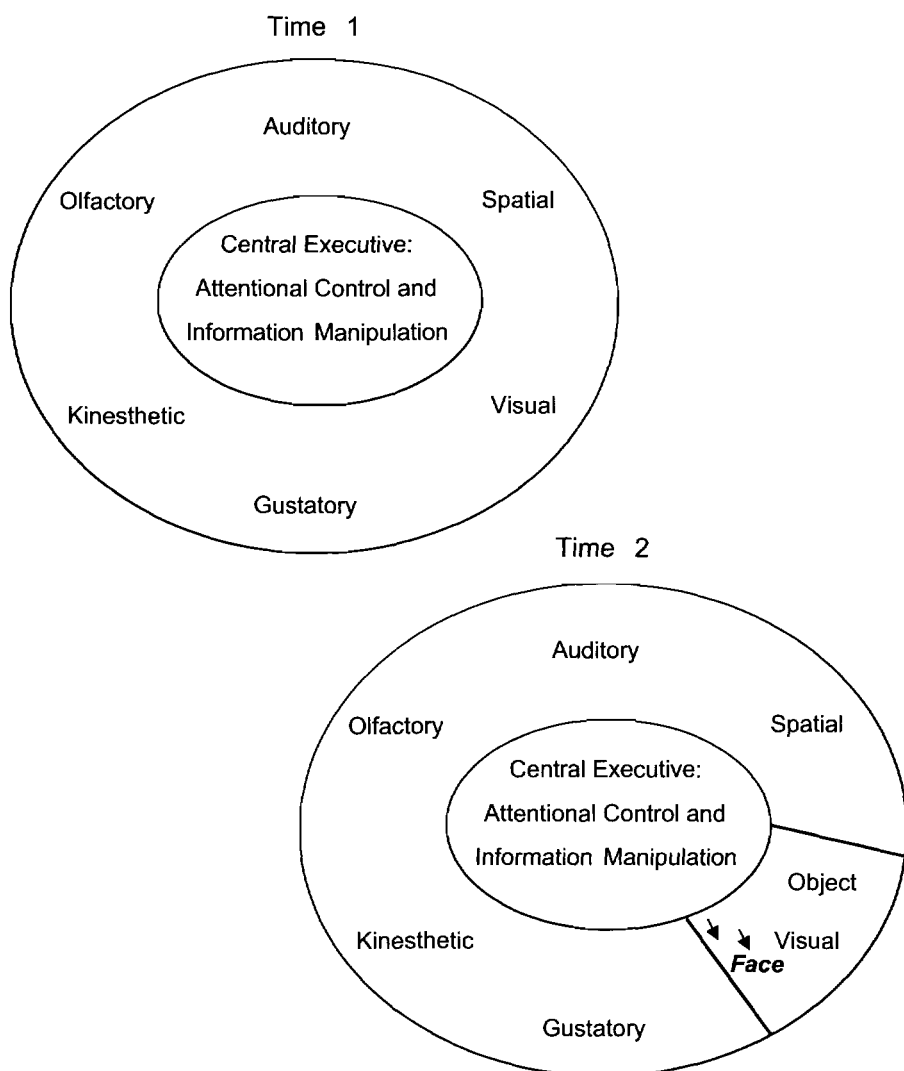 Time 1
Auditory
Olfactory
Spatial
Central Executive:
Attentional Control and
Information Manipulation
Kinesthetic
Visual
Gustatory
Time 2
Auditory
Olfactory
Spatial
Central Executive:
Attentional Control and
Information Manipulation
Object
Kinesthetic
Visual
Face
Gustatory